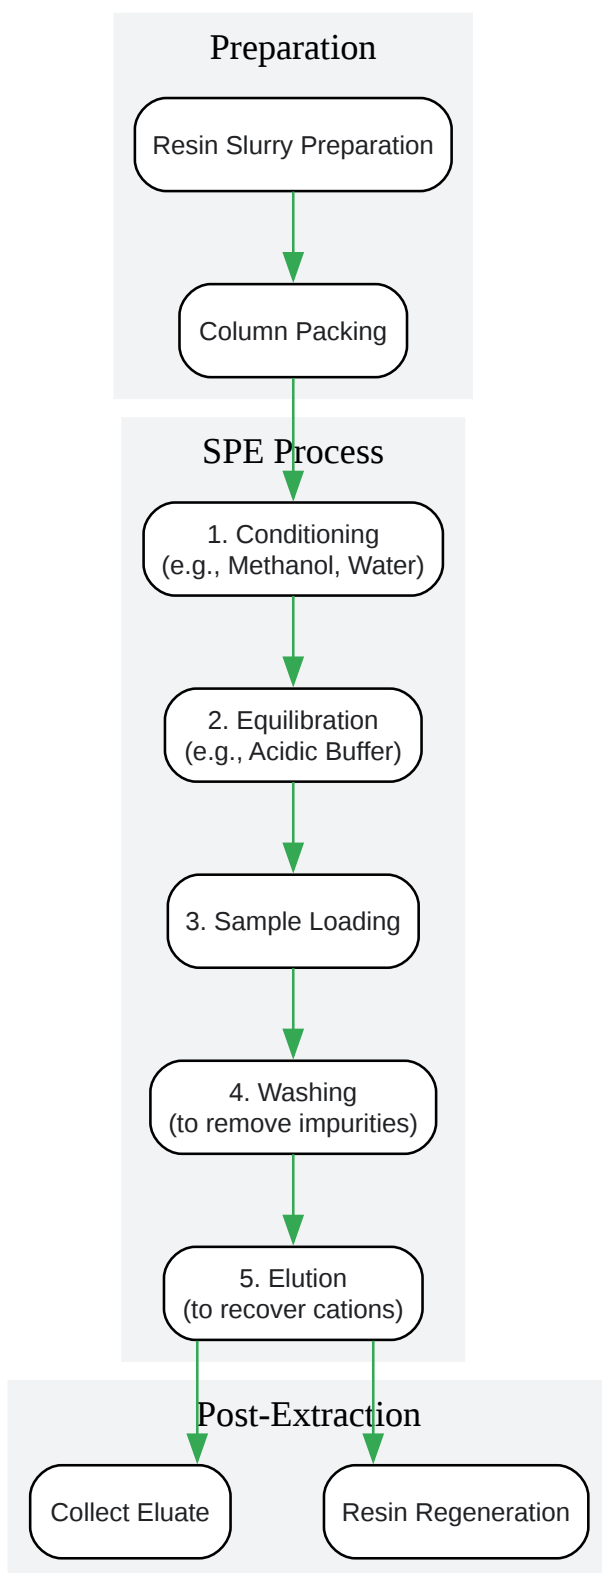 Preparation
Resin Slurry Preparation
Column Packing
SPE Process
1. Conditioning
(e.g., Methanol, Water)
2. Equilibration
(e.g., Acidic Buffer)
3. Sample Loading
4. Washing
(to remove impurities)
5. Elution
(to recover cations)
Post-Extraction
Collect Eluate
Resin Regeneration